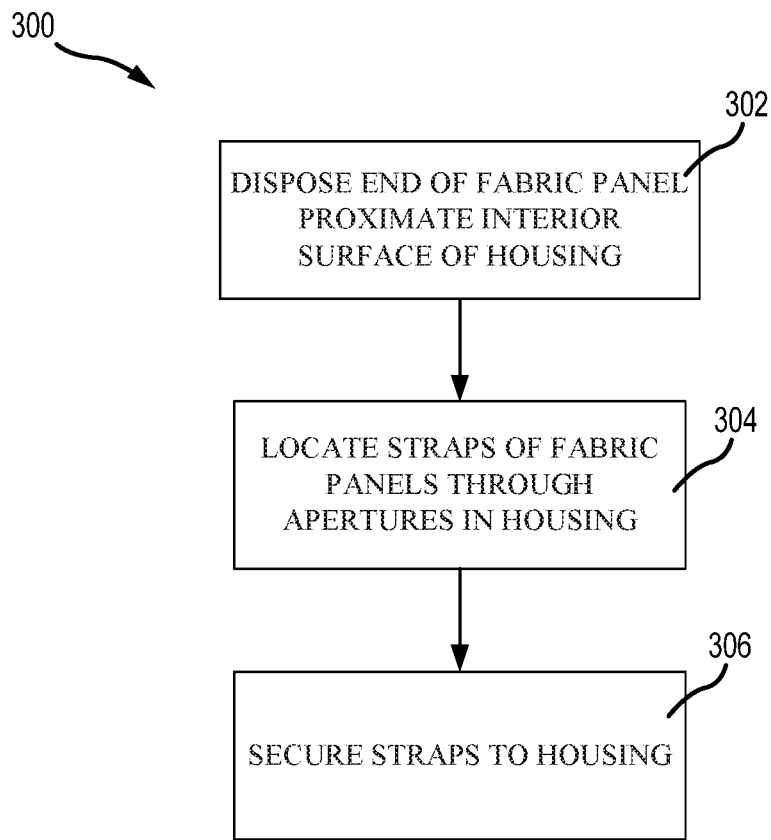 300
302
DISPOSE END OF FABRIC PANEL
PROXIMATE INTERIOR
SURFACE OF HOUSING
304
LOCATE STRAPS OF FABRIC
PANELS THROUGH
APERTURES IN HOUSING
306
SECURE STRAPS TO HOUSING